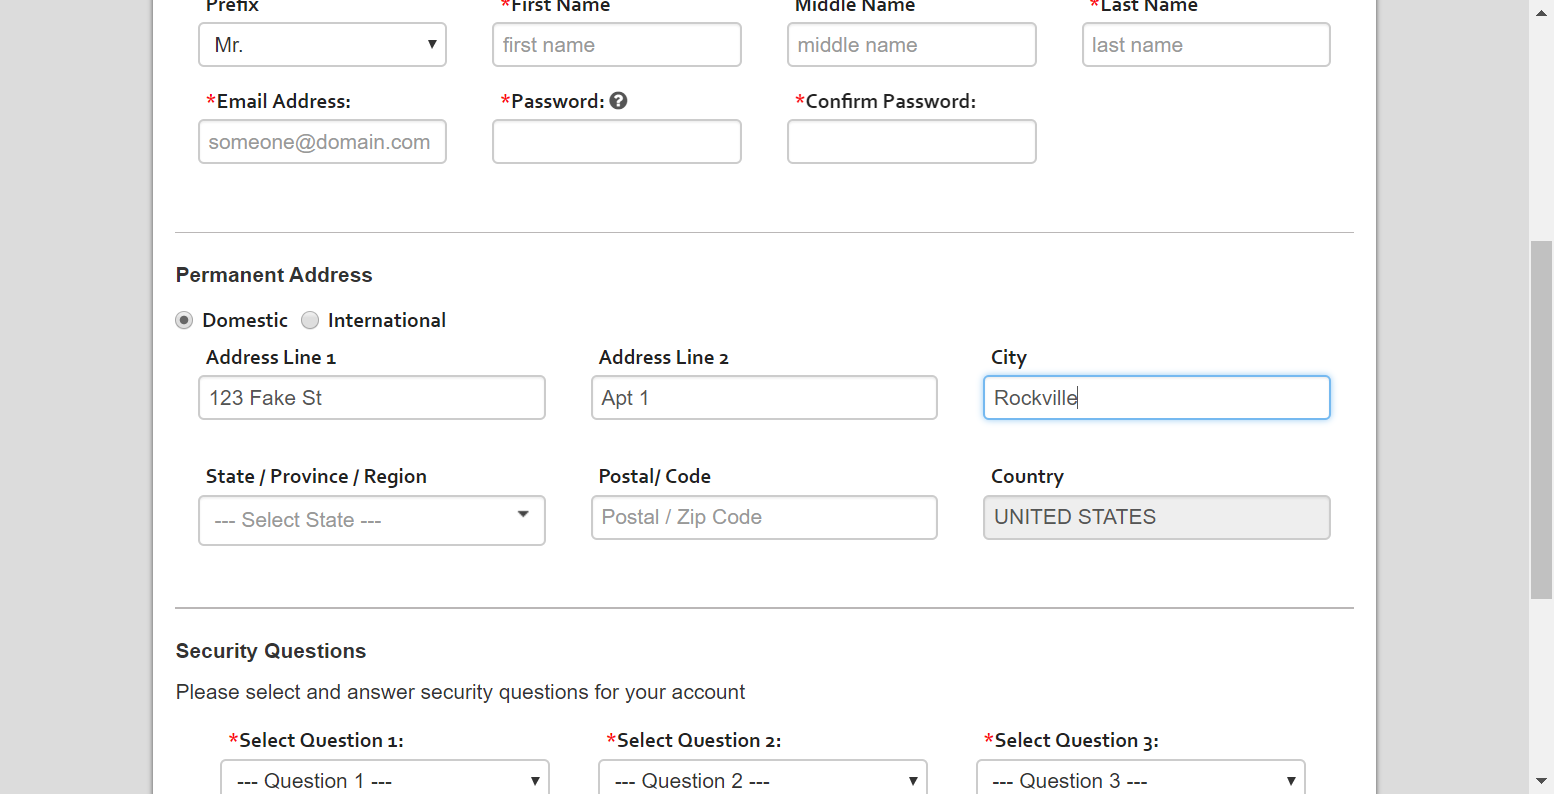 Prefix *First Name Middle Name *Last Name
Mr. first name middle name last name
*Email Address: *Password: *Confirm Password:
someone@domain.com
Permanent Address
Domestic International
Address Line 1 Address Line 2 City
123 Fake St Apt 1 Rockville
State / Province / Region Postal/ Code Country
--- Select State --- Postal / Zip Code UNITED STATES
Security Questions
Please select and answer security questions for your account
*Select Question 1: *Select Question 2: *Select Question 3:
--- Question 1 --- --- Question 2 --- --- Question 3 ---